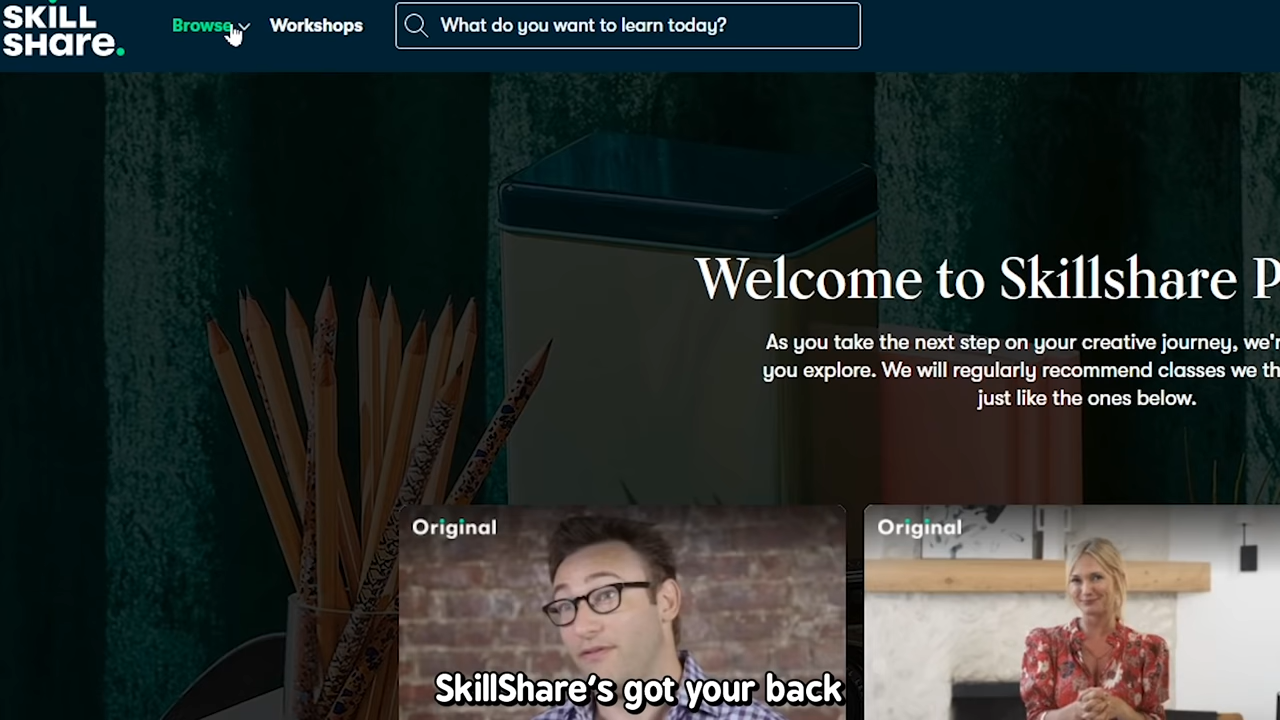 SKiLL
SHare.
Browse
Workshops
What do you want to learn today?
Welcome to Skillshare P
As you take the next step on your creative journey, we'r
you explore. We will regularly recommend classes we th
just like the ones below.
Original
Original
SkillShare's got your back